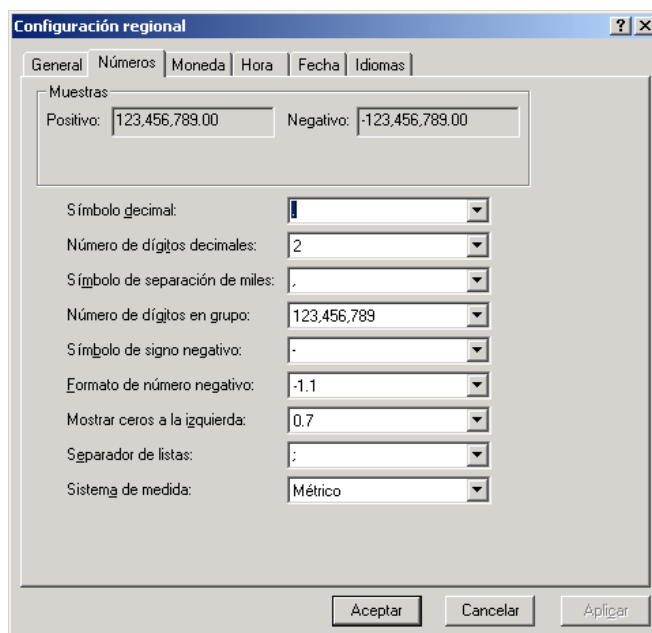 Configuración regional
General Números Moneda Hora Fecha Idiomas
Muestras
Positivo: 123,456,789.00 Negativo: -123,456,789.00
Símbolo decimal: .
Número de dígitos decimales: 2
Símbolo de separación de miles: ,
Número de dígitos en grupo: 123,456,789
Símbolo de signo negativo: -
Formato de número negativo: -1.1
Mostrar ceros a la izquierda: 0.7
Separador de listas: ;
Sistema de medida: Métrico
Aceptar Cancelar Aplicar